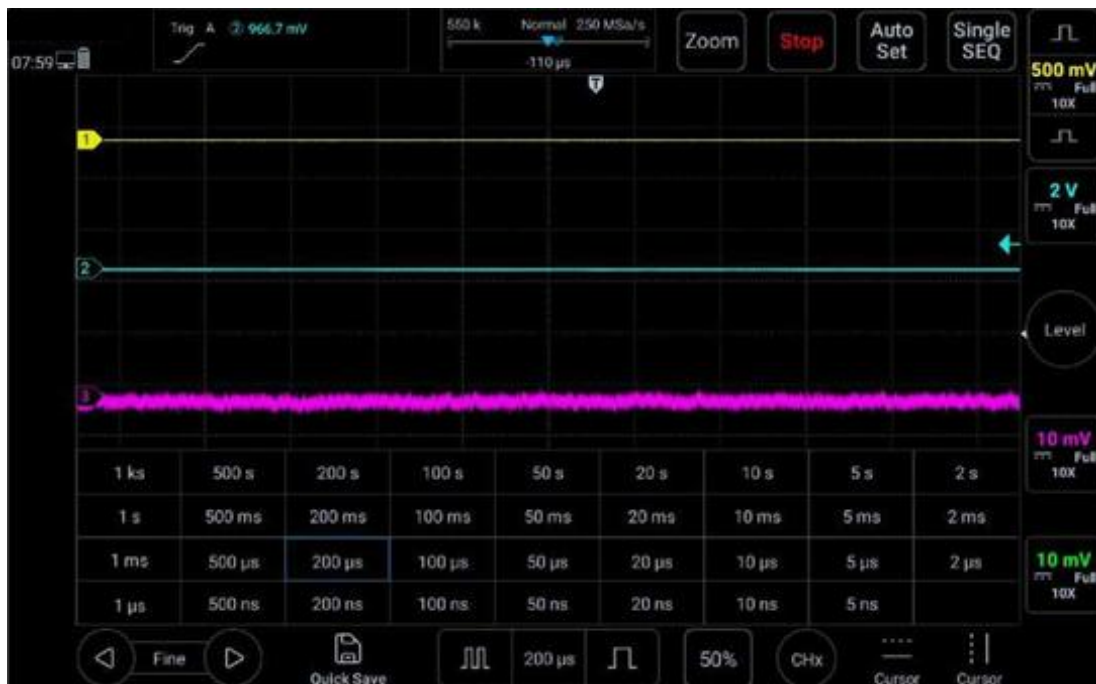 Trig A ② 966.7 mV
550 k Normal 250 MSa/s
-110 µs
Zoom
Stop
Auto
Set
Single
SEQ
07:59
T
500 mV
Full
10X
1
2 V
Full
10X
2
Level
3
10 mV
Full
10X
1 ks 500 s 200 s 100 s 50 s 20 s 10 s 5 s 2 s
1 s 500 ms 200 ms 100 ms 50 ms 20 ms 10 ms 5 ms 2 ms
1 ms 500 µs 200 µs 100 µs 50 µs 20 µs 10 µs 5 µs 2 µs
10 mV
Full
10X
1 µs 500 ns 200 ns 100 ns 50 ns 20 ns 10 ns 5 ns
Fine
Quick Save
200 µs
50%
CHx
Cursor
Cursor